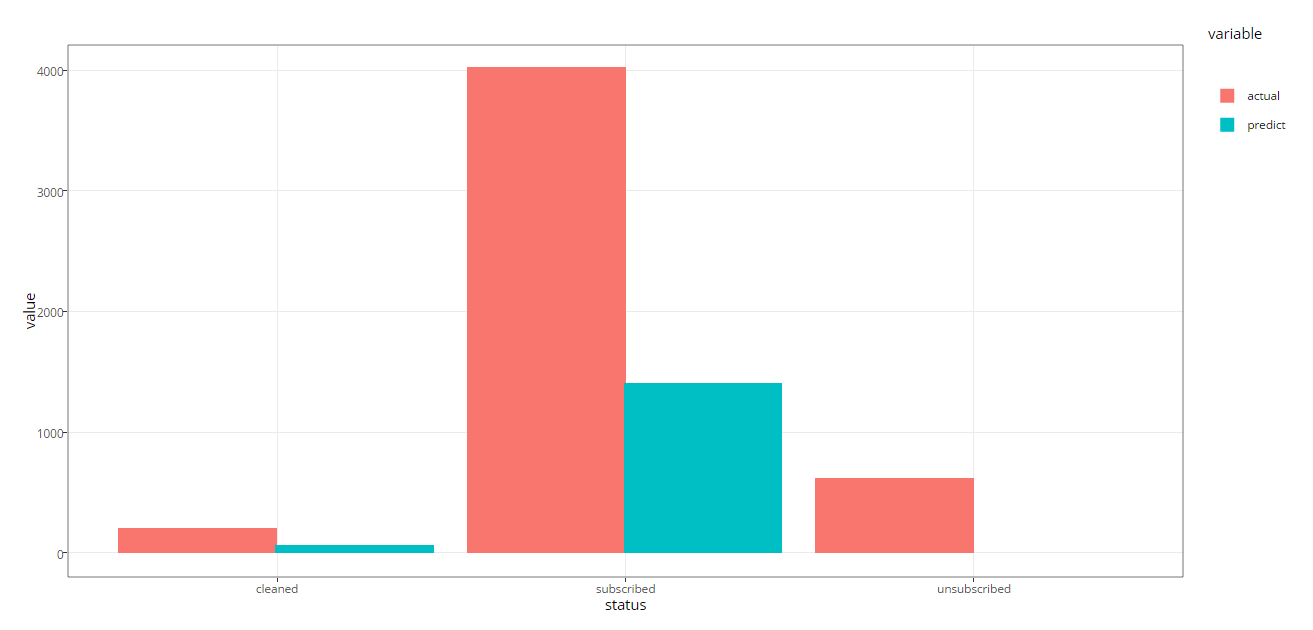 variable
actual
predict
4000
3000
2000
1000
0
value
cleaned
subscribed
unsubscribed
status